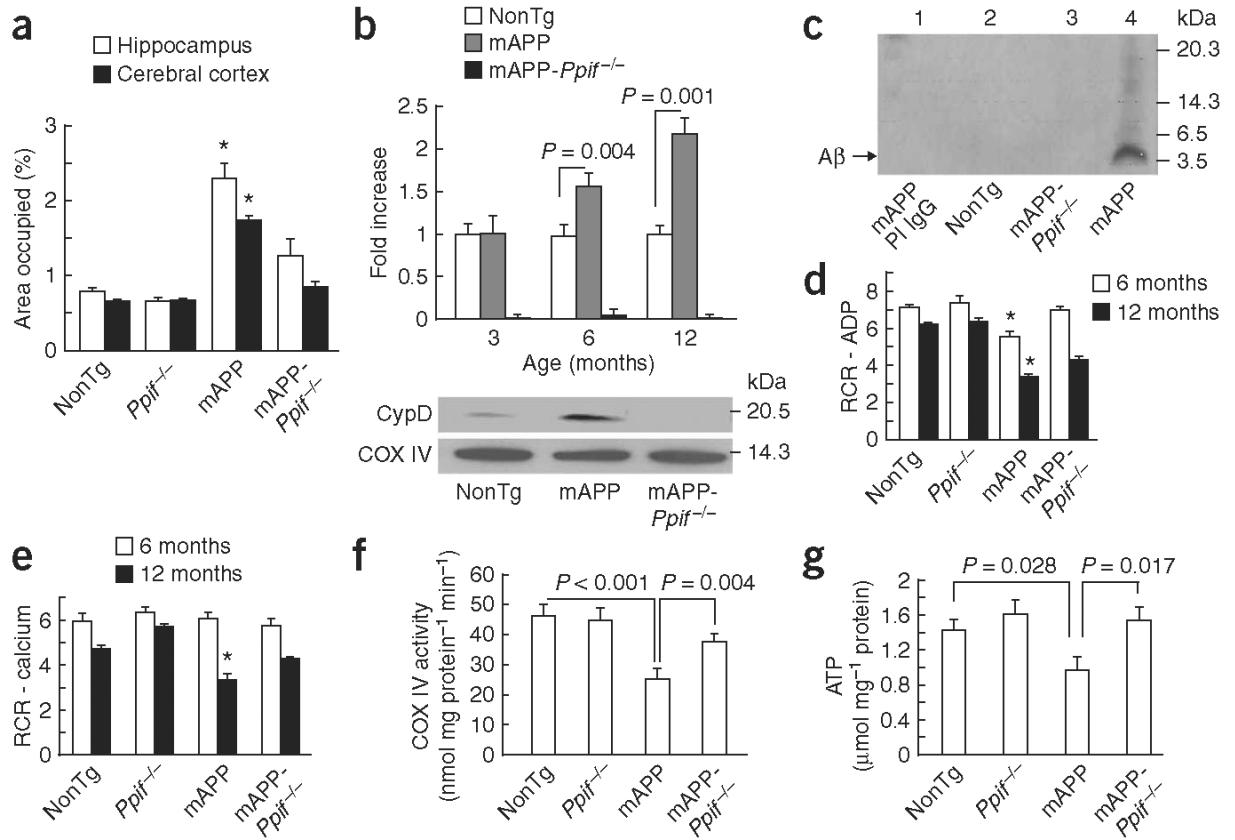 a
Hippocampus
Cerebral cortex
Area occupied (%)
3
2
1
0
*
*
NonTg
Ppif –/–
mAPP
mAPP-
Ppif –/–
b
NonTg
mAPP
mAPP-Ppif –/–
Fold increase
2.5
2
1.5
1
0.5
0
P = 0.004
P = 0.001
3 6 12
Age (months)
kDa
CypD 20.5
COX IV 14.3
NonTg mAPP mAPP-
Ppif –/–
c
1 2 3 4 kDa
20.3
14.3
6.5
3.5
Aβ
mAPP
PI IgG
NonTg
mAPP-
Ppif –/–
mAPP
d
6 months
12 months
RCR - ADP
8
6
4
2
0
*
*
NonTg
Ppif –/–
mAPP
mAPP-
Ppif –/–
e
6 months
12 months
RCR - calcium
6
4
2
0
*
NonTg
Ppif –/–
mAPP
mAPP-
Ppif –/–
f
COX IV activity
(nmol mg protein–1 min–1)
60
50
40
30
20
10
0
P < 0.001 P = 0.004
NonTg
Ppif –/–
mAPP
mAPP-
Ppif –/–
g
ATP
(μmol mg–1 protein)
2
1.6
1.2
0.8
0.4
0
P = 0.028 P = 0.017
NonTg
Ppif –/–
mAPP
mAPP-
Ppif –/–